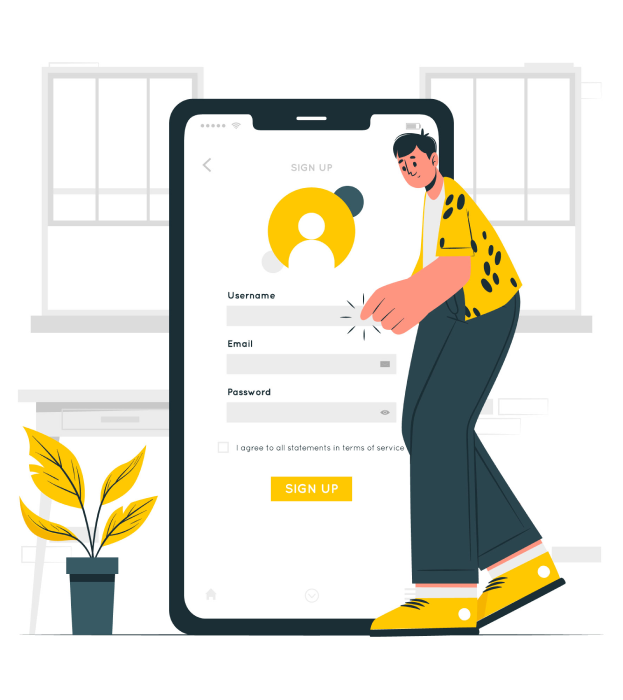 SIGN UP
Username
Email
Password
I agree to all statements in terms of service
SIGN UP